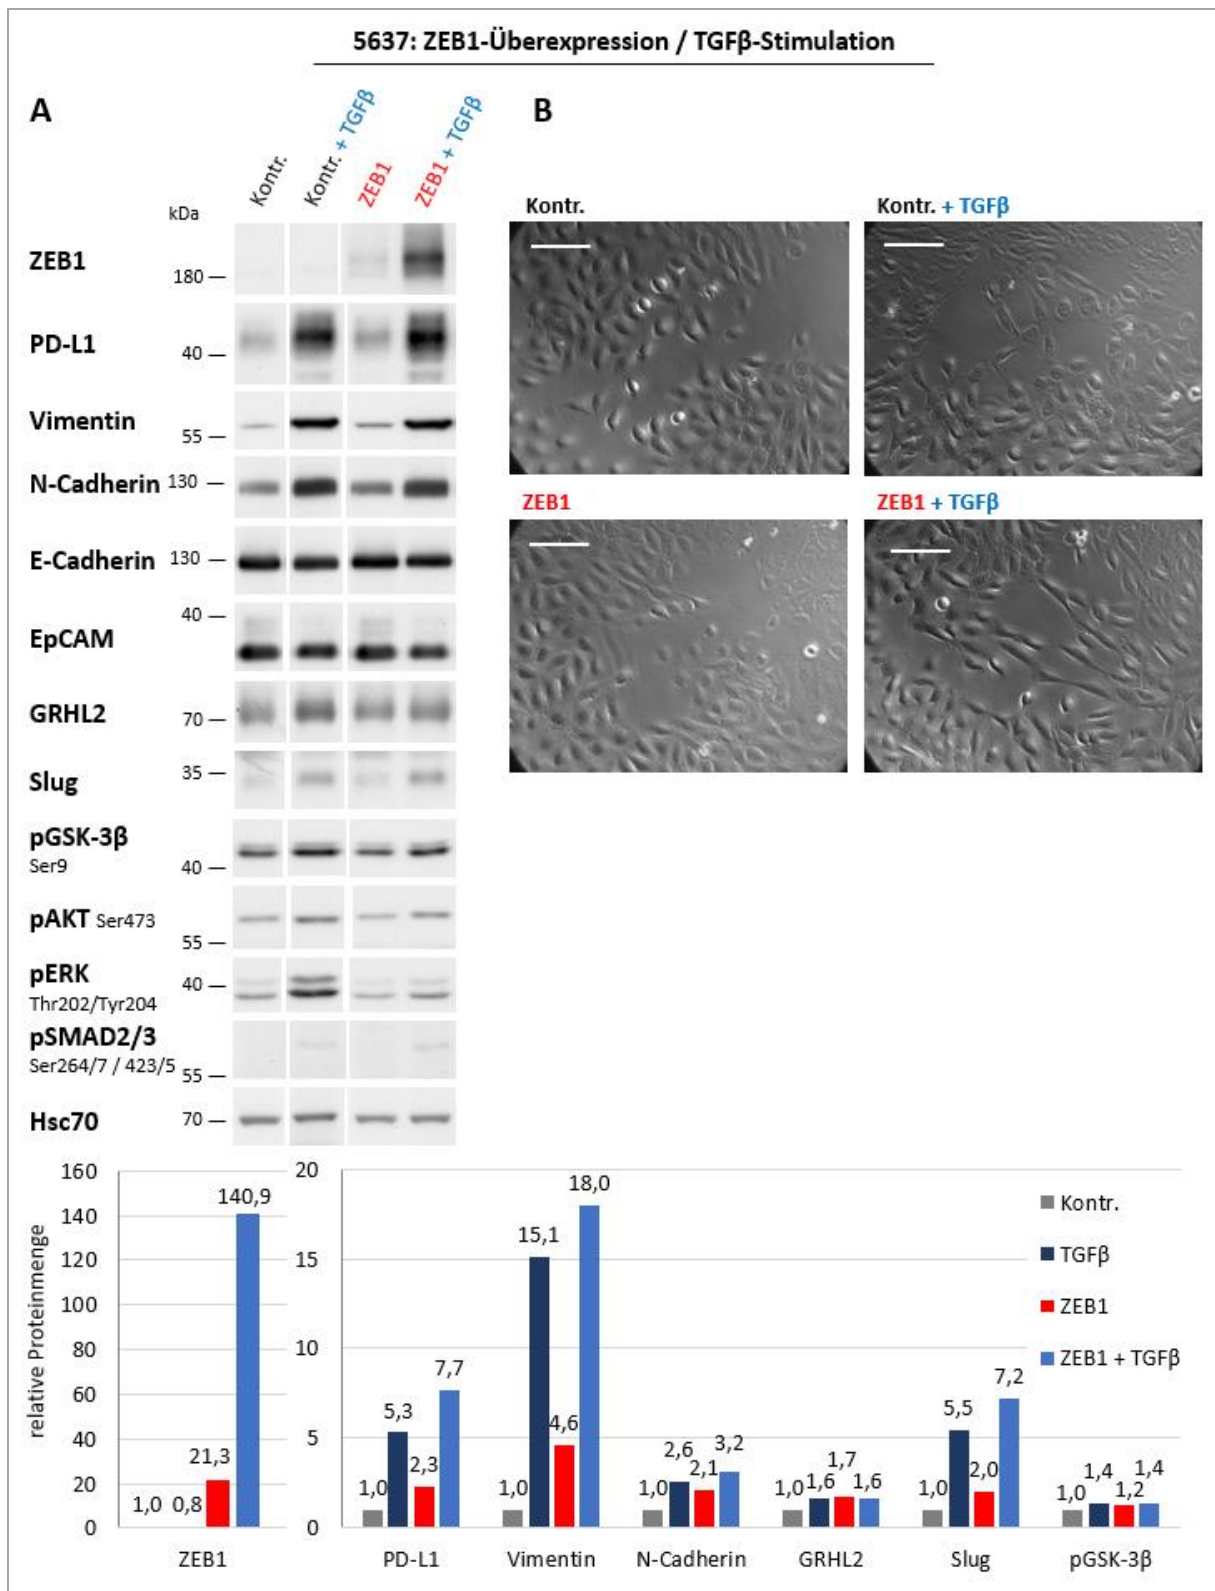 5637: ZEB1-Überexpression / TGFβ-Stimulation
A
B
Kontr.
Kontr. + TGFβ
ZEB1
ZEB1 + TGFβ
kDa
ZEB1
180
PD-L1
40
Vimentin
55
N-Cadherin 130
E-Cadherin 130
40
EpCAM
GRHL2
70
35
Slug
pGSK-3β
Ser9
40
pAKT Ser473
55
pERK
40
Thr202/Tyr204
pSMAD2/3
Ser264/7 / 423/5
55
Hsc70
70
Kontr.
Kontr. + TGFβ
ZEB1
ZEB1 + TGFβ
relative Proteinmenge
160
140
120
100
80
60
40
20
0
1,0 0,8 21,3 140,9
ZEB1
20
15
10
5
0
1,0 5,3 2,3 7,7
1,0 15,1 4,6 18,0
1,0 2,6 2,1 3,2
1,0 1,6 1,7 1,6
1,0 5,5 2,0 7,2
1,0 1,4 1,2 1,4
PD-L1 Vimentin N-Cadherin GRHL2 Slug pGSK-3β
Kontr.
TGFβ
ZEB1
ZEB1 + TGFβ